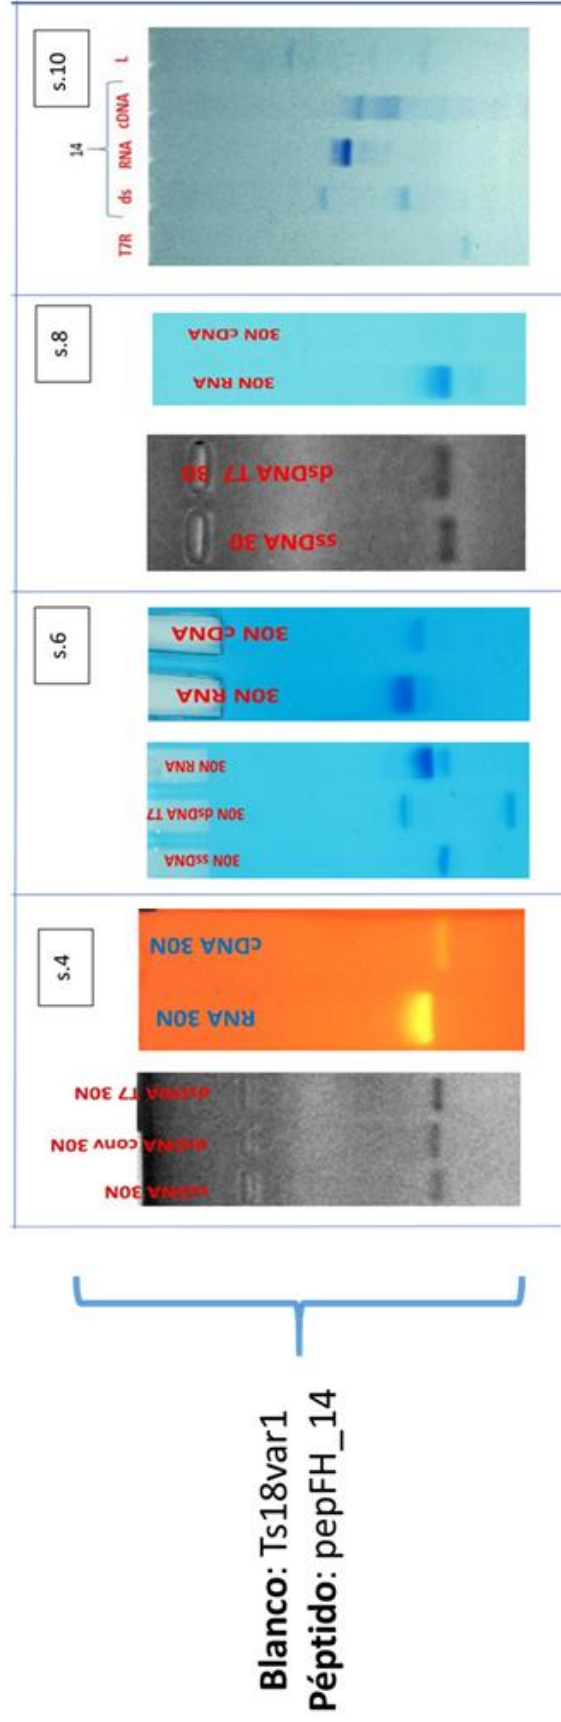 Blanco: Ts18var1
Péptido: pepFH_14
s.4
ssDNA 30N
dsDNA conv 30N
dsDNA T7 30N
RNA 30N
cDNA 30N
s.6
30N ssDNA
30N dsDNA T7
30N RNA
30N RNA
30N cDNA
s.8
ssDNA 30
dsDNA T7 30
30N RNA
30N cDNA
s.10
14
T7R ds RNA cDNA L